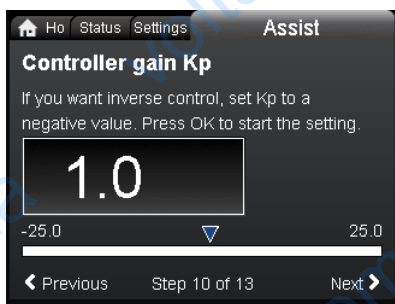 Ho Status Settings Assist
Controller gain Kp
If you want inverse control, set Kp to a
negative value. Press OK to start the setting.
1.0
-25.0 25.0
Previous Step 10 of 13 Next